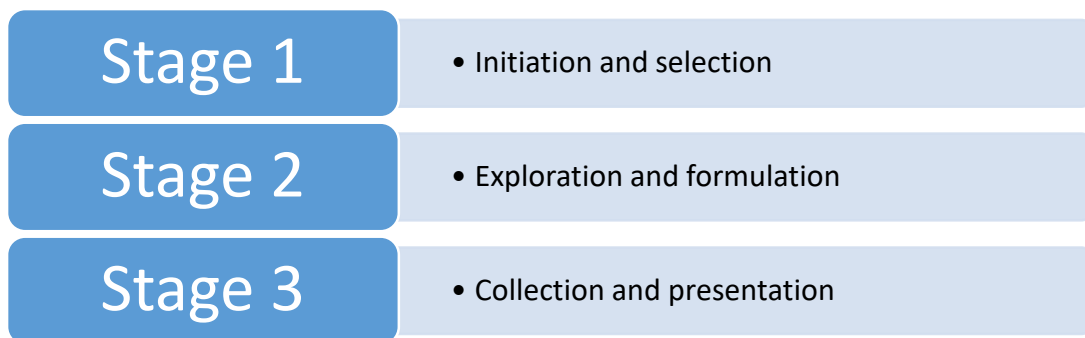 Stage 1
• Initiation and selection
Stage 2
• Exploration and formulation
Stage 3
• Collection and presentation